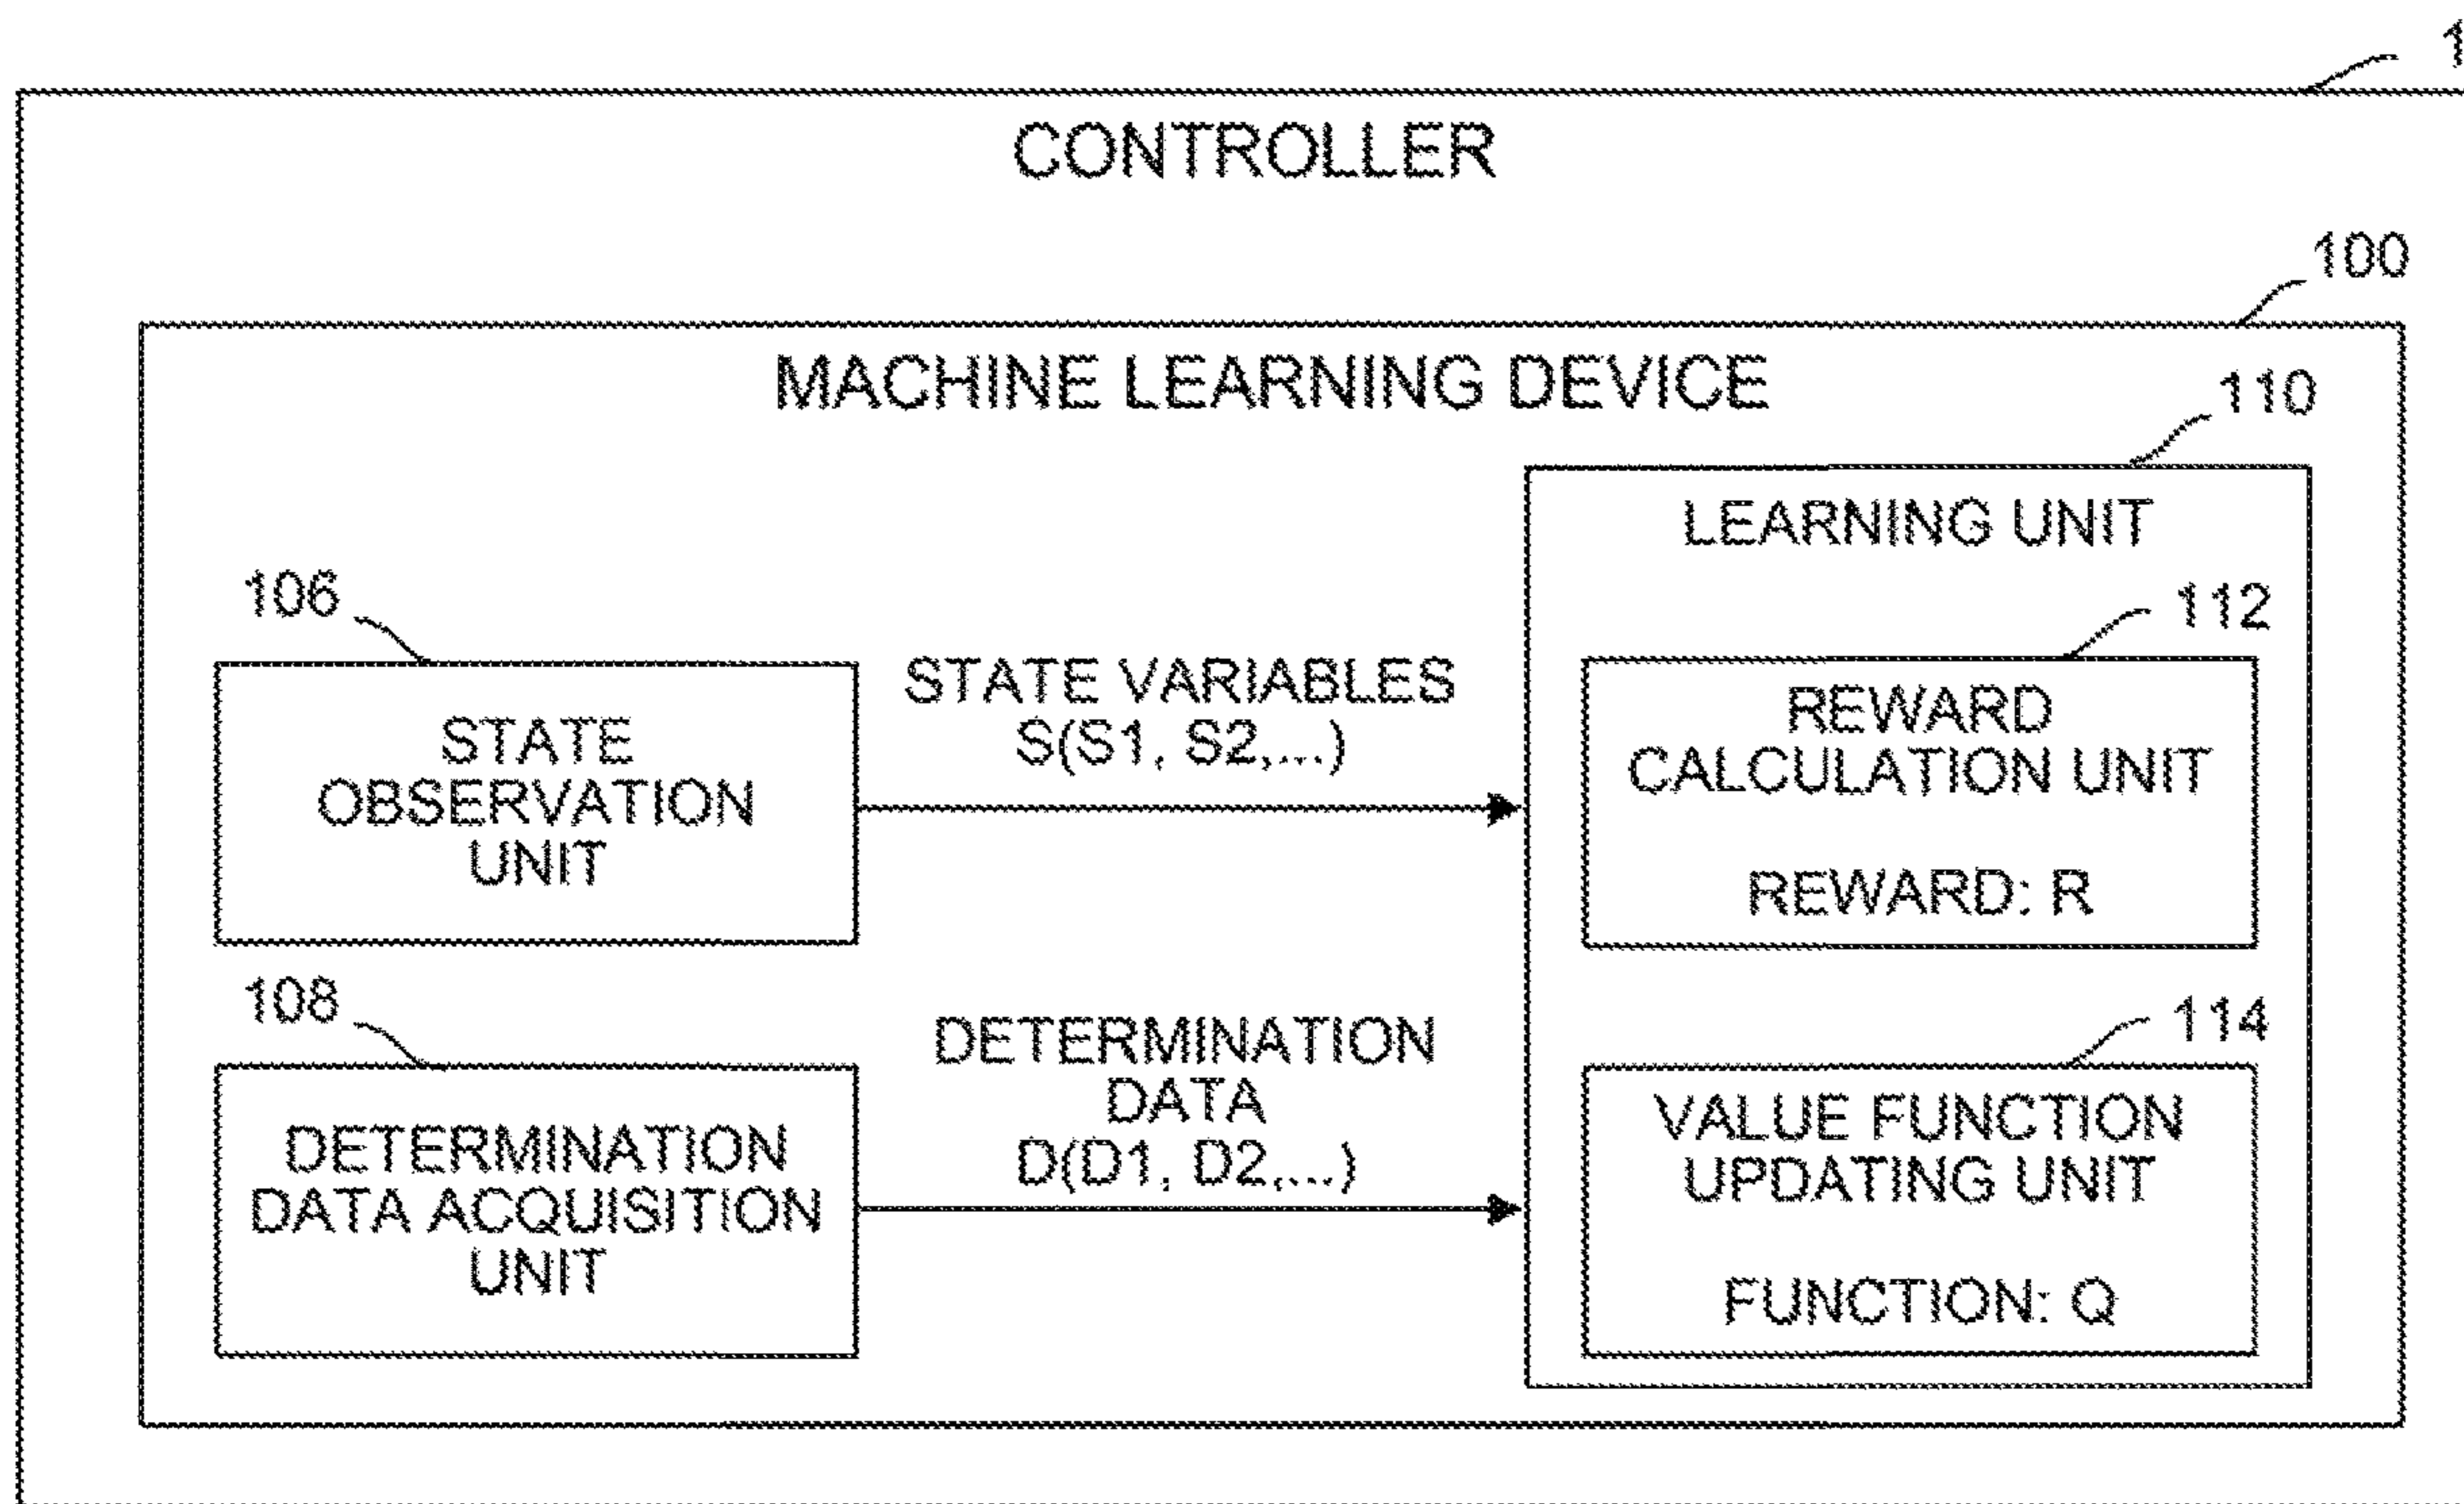 1
CONTROLLER
100
MACHINE LEARNING DEVICE
110
LEARNING UNIT
106
STATE
OBSERVATION
UNIT
STATE VARIABLES
S(S1, S2,...)
112
REWARD
CALCULATION UNIT
REWARD: R
108
DETERMINATION
DATA ACQUISITION
UNIT
DETERMINATION
DATA
D(D1, D2,...)
114
VALUE FUNCTION
UPDATING UNIT
FUNCTION: Q